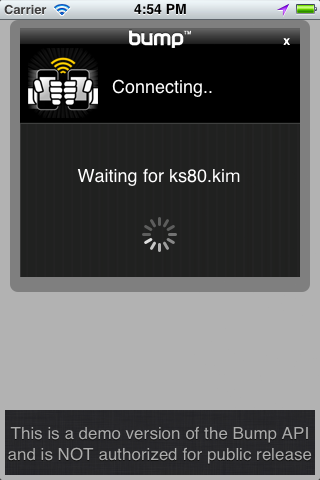 Carrier 4:54 PM
bump™
x
Connecting..
Waiting for ks80.kim
This is a demo version of the Bump API
and is NOT authorized for public release